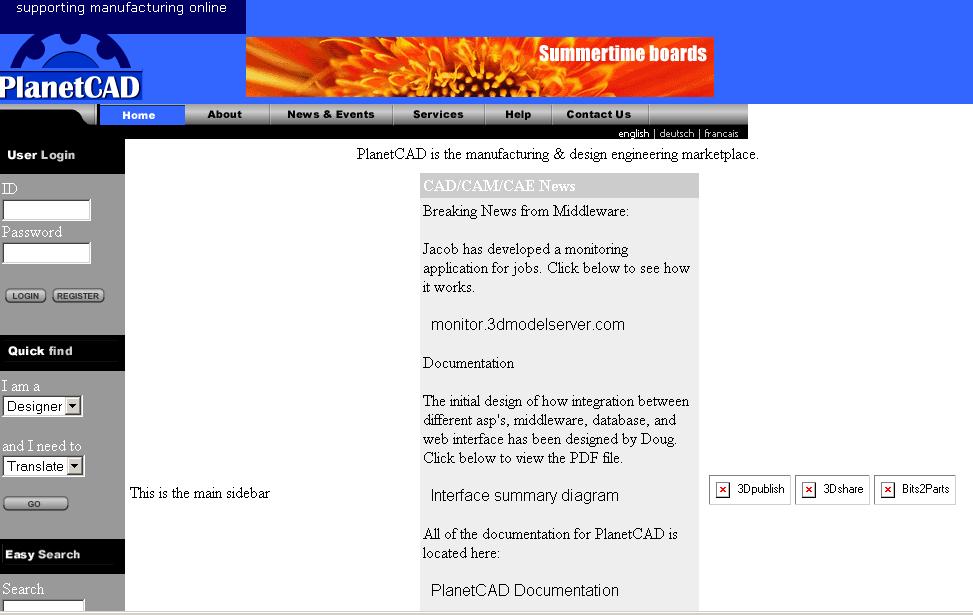 supporting manufacturing online
PlanetCAD
Summertime boards
Home About News & Events Services Help Contact Us
english | deutsch | francais
User Login
ID
Password
LOGIN REGISTER
Quick find
I am a
Designer
and I need to
Translate
GO
Easy Search
Search
PlanetCAD is the manufacturing & design engineering marketplace.
This is the main sidebar
CAD/CAM/CAE News
Breaking News from Middleware:
Jacob has developed a monitoring
application for jobs. Click below to see how
it works.
monitor.3dmodelserver.com
Documentation
The initial design of how integration between
different asp's, middleware, database, and
web interface has been designed by Doug.
Click below to view the PDF file.
Interface summary diagram
All of the documentation for PlanetCAD is
located here:
PlanetCAD Documentation
3Dpublish 3Dshare Bits2Parts